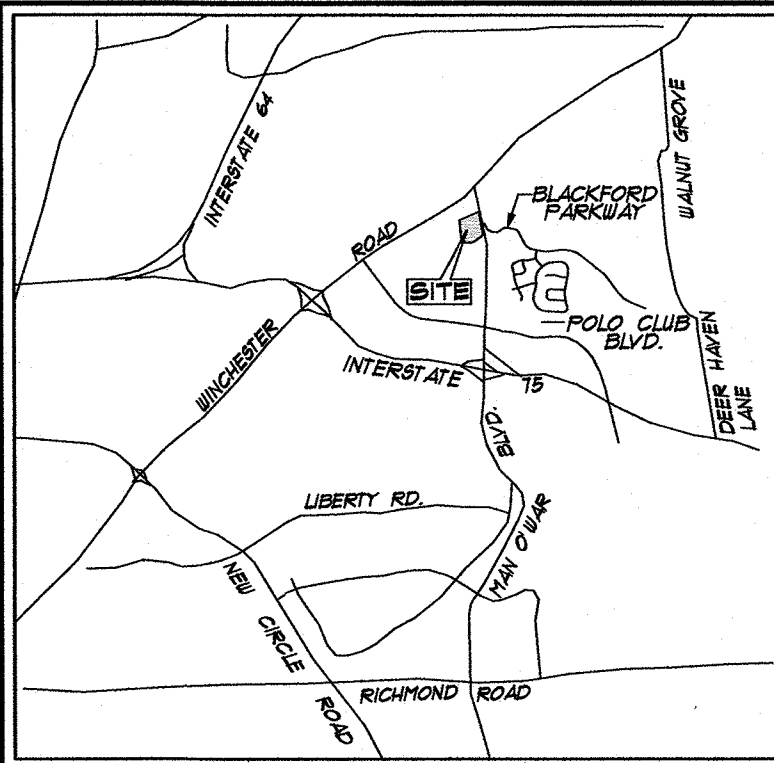 INTERSTATE 64
WALNUT GROVE
BLACKFORD
PARKWAY
ROAD
SITE
POLO CLUB
BLVD.
WINCHESTER
INTERSTATE
75
DEER HAVEN
LANE
BLVD.
LIBERTY RD.
MAN O'WAR
NEW CIRCLE
ROAD
RICHMOND ROAD